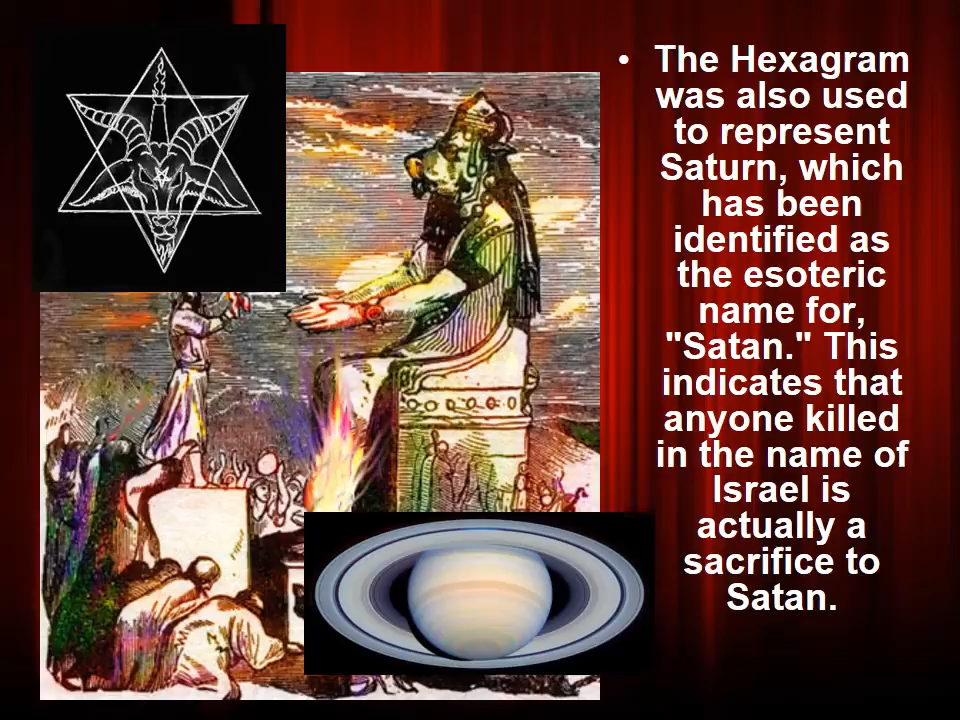 • The Hexagram
was also used
to represent
Saturn, which
has been
identified as
the esoteric
name for,
"Satan." This
indicates that
anyone killed
in the name of
Israel is
actually a
sacrifice to
Satan.